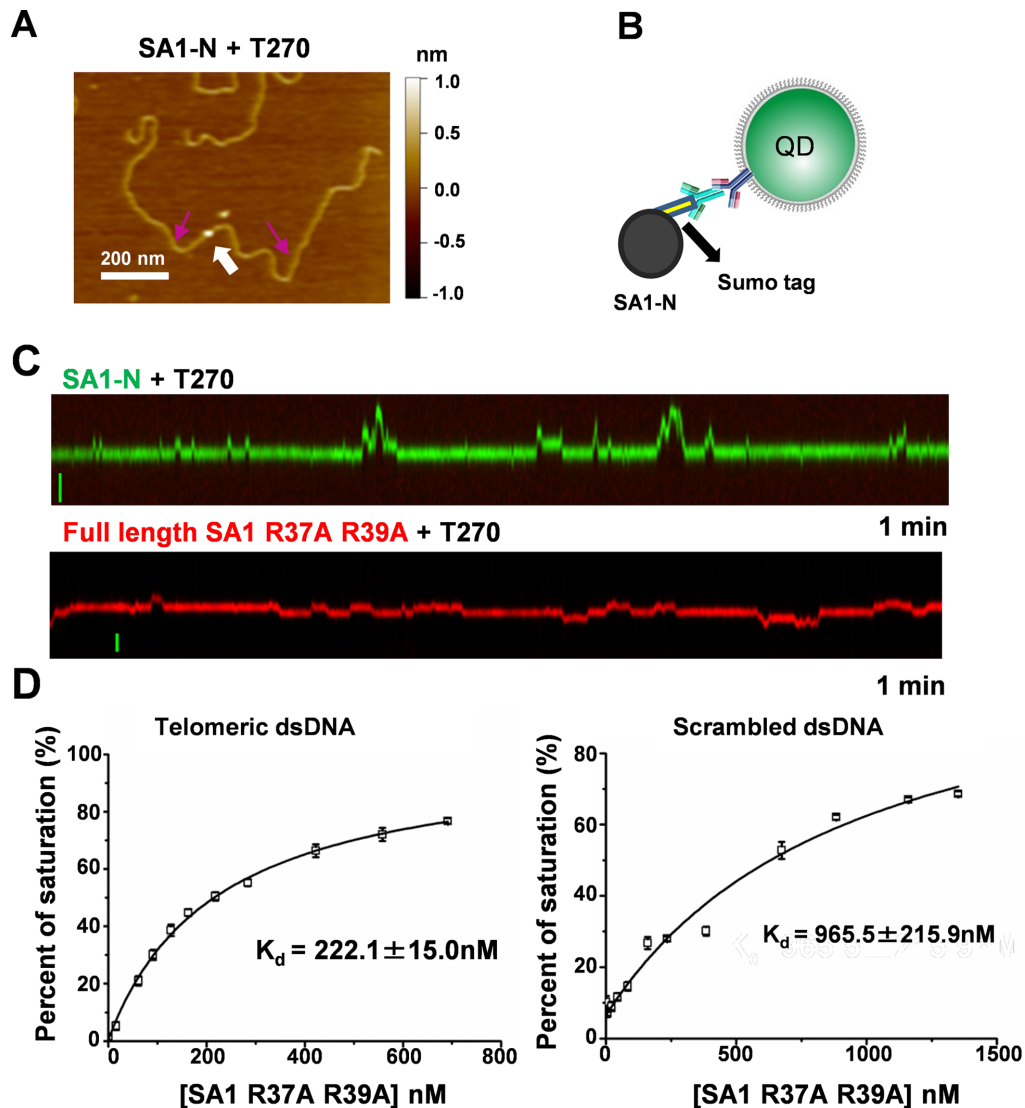 A
SA1-N + T270
nm
1.0
0.5
0.0
-0.5
-1.0
200 nm
B
QD
SA1-N
Sumo tag
C
SA1-N + T270
1 min
Full length SA1 R37A R39A + T270
1 min
D
Telomeric dsDNA
Percent of saturation (%)
100
80
60
40
20
0
Kd = 222.1±15.0nM
0 200 400 600 800
[SA1 R37A R39A] nM
Scrambled dsDNA
Percent of saturation (%)
80
60
40
20
0
Kd = 965.5±215.9nM
0 500 1000 1500
[SA1 R37A R39A] nM